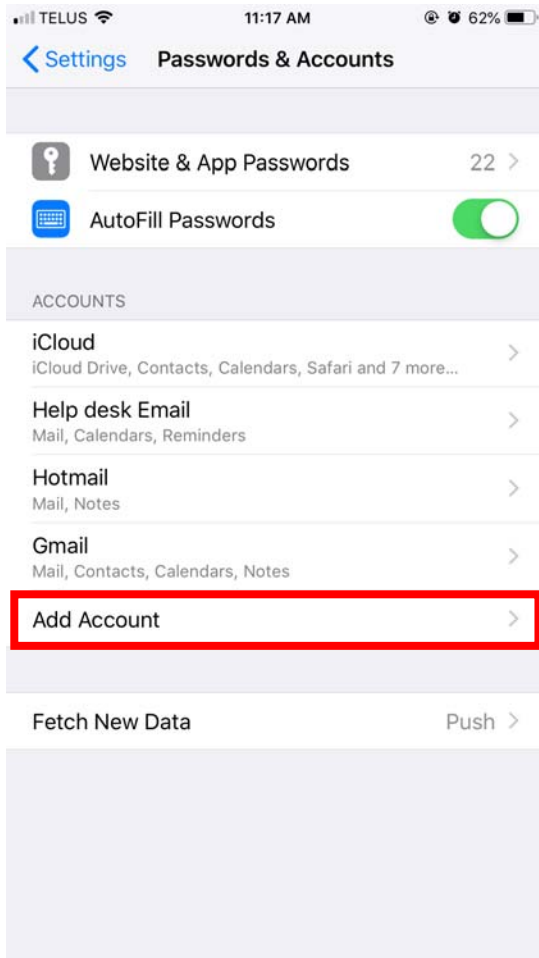 TELUS 11:17 AM 62%
Settings Passwords & Accounts
Website & App Passwords 22
AutoFill Passwords
ACCOUNTS
iCloud
iCloud Drive, Contacts, Calendars, Safari and 7 more...
Help desk Email
Mail, Calendars, Reminders
Hotmail
Mail, Notes
Gmail
Mail, Contacts, Calendars, Notes
Add Account
Fetch New Data Push